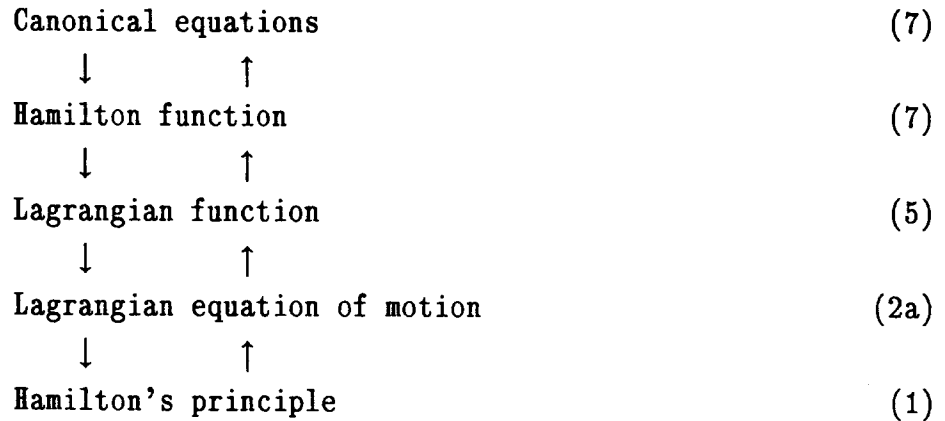 Canonical equations (7)
↓ ↑
Hamilton function (7)
↓ ↑
Lagrangian function (5)
↓ ↑
Lagrangian equation of motion (2a)
↓ ↑
Hamilton's principle (1)